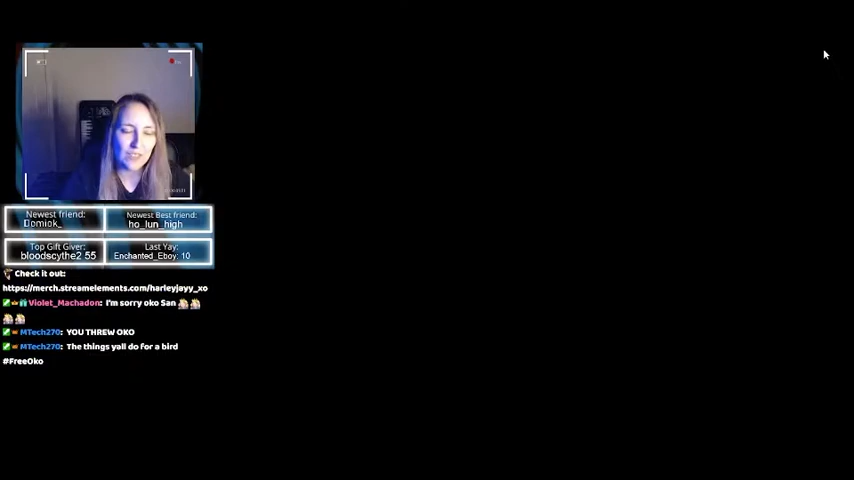 Newest friend:
Domiok_
Newest Best friend:
ho_lun_high
Top Gift Giver:
bloodscythe2 55
Last Yay:
Enchanted_Eboy: 10
Check it out:
https://merch.streamelements.com/harleyjayy_xo
Violet_Machadon: I'm sorry oko San
MTech270: YOU THREW OKO
MTech270: The things yall do for a bird
#FreeOko